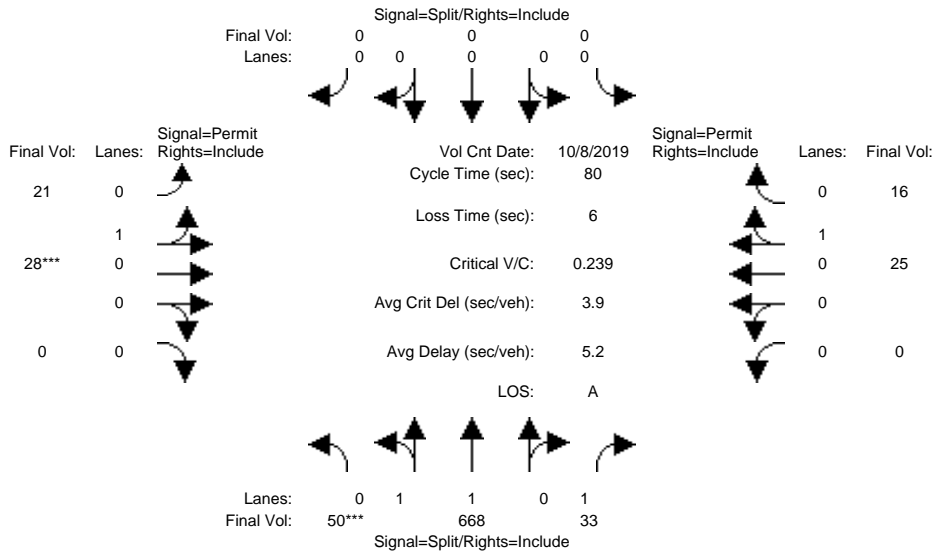 Signal=Split/Rights=Include
Final Vol: 0 0 0
Lanes: 0 0 0 0 0
Signal=Permit Signal=Permit
Final Vol: Lanes: Rights=Include Vol Cnt Date: 10/8/2019 Rights=Include Lanes: Final Vol:
Cycle Time (sec): 80
21 0 0 16
Loss Time (sec): 6
1 1
28*** 0 Critical V/C: 0.239 0 25
0 Avg Crit Del (sec/veh): 3.9 0
0 0 Avg Delay (sec/veh): 5.2 0 0
LOS: A
Lanes: 0 1 1 0 1
Final Vol: 50*** 668 33
Signal=Split/Rights=Include